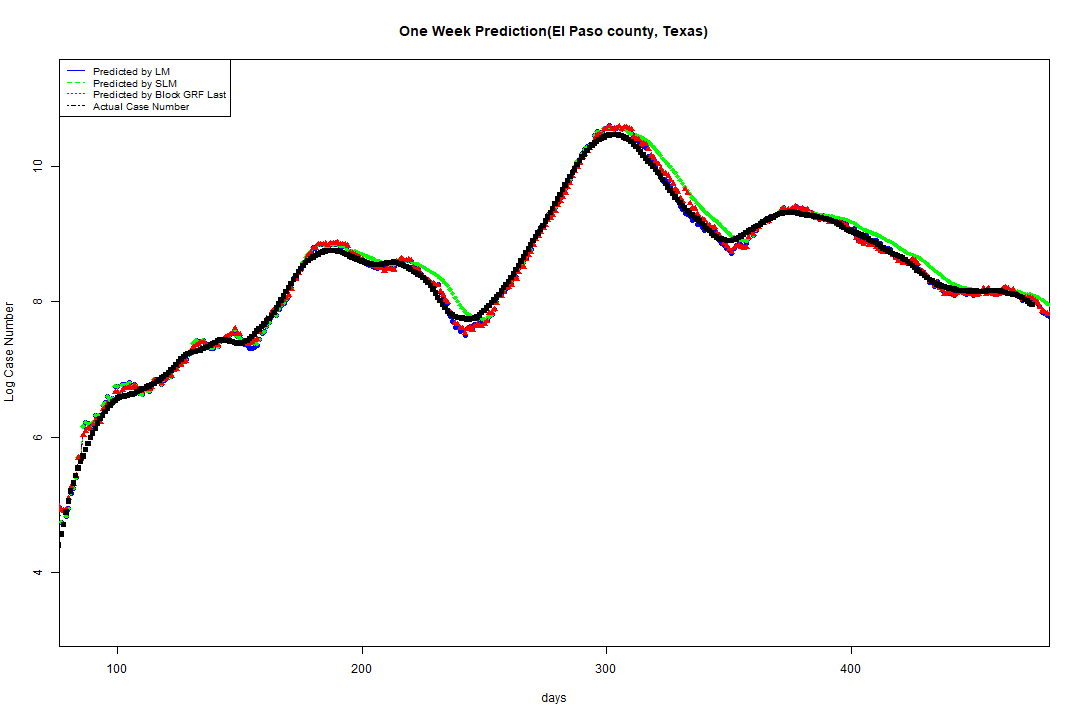 One Week Prediction(El Paso county, Texas)
Predicted by LM
Predicted by SLM
Predicted by Block GRF Last
Actual Case Number
Log Case Number
10
8
6
4
100 200 300 400
days